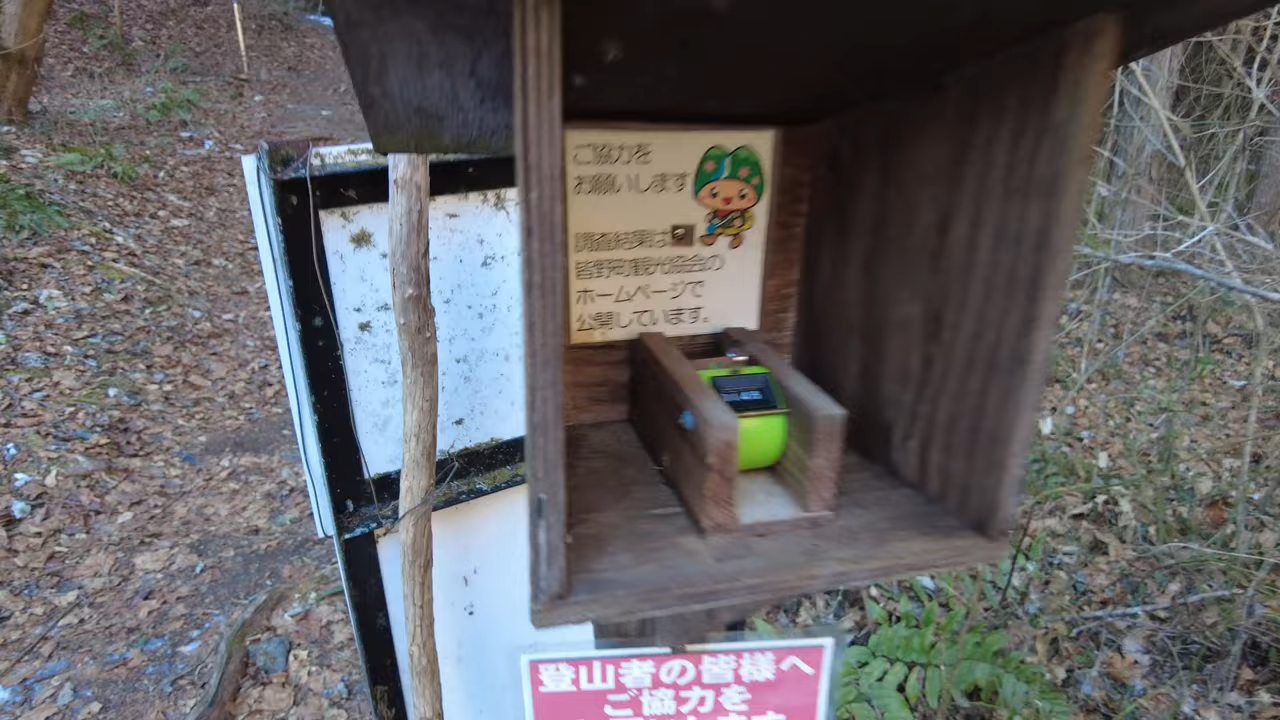 ご協力を
お願いします
調査結果は
皆野町観光協会の
ホームページで
公開しています。
登山者の皆様へ
ご協力を